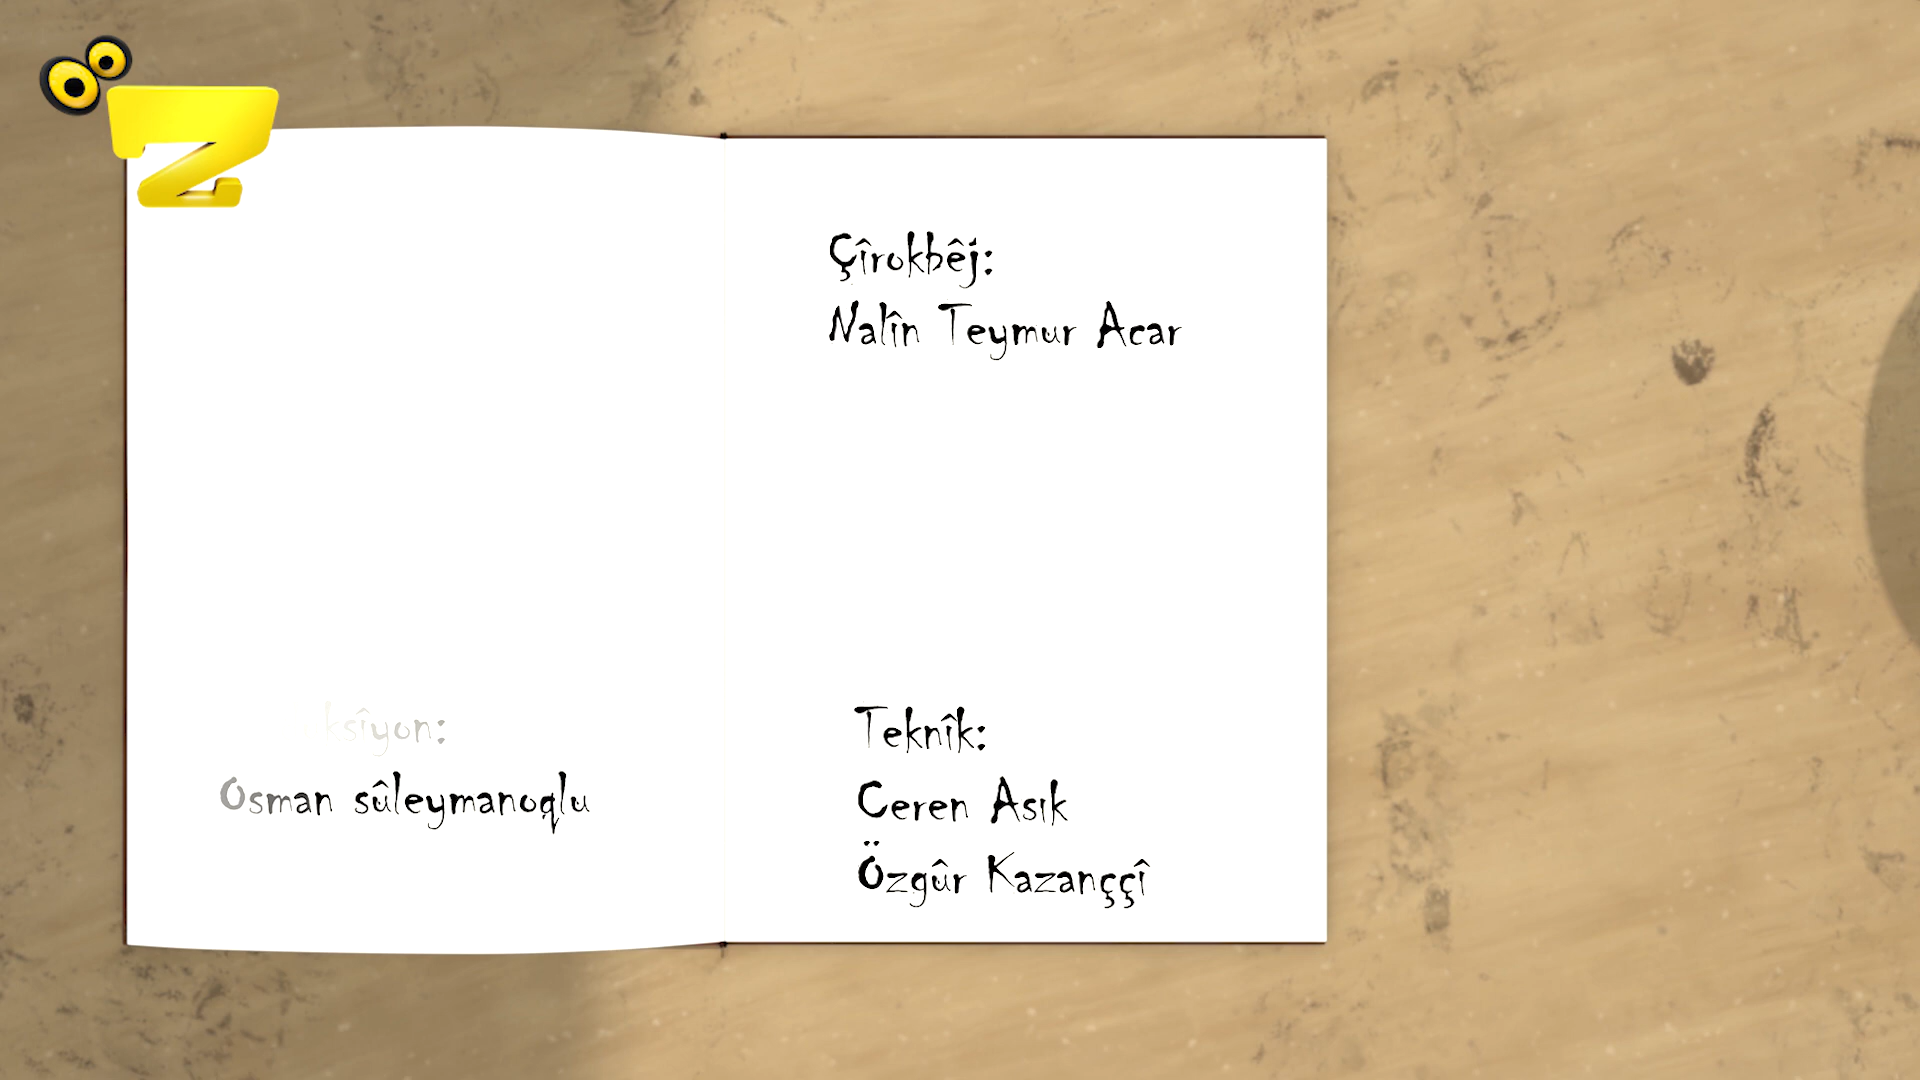 Z
Osman sûleymanoqlu
Çîrokbêj:
Nalîn Teymur Acar
Teknîk:
Ceren Asık
Özgûr Kazanççî